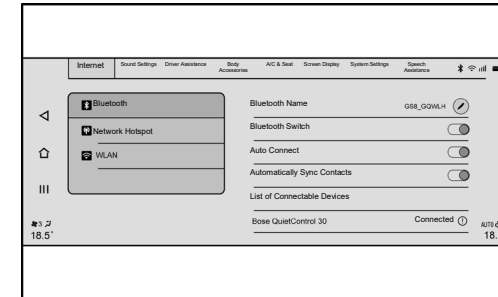 Internet
Sound Settings
Driver Assistance
Body Accessories
A/C & Seat
Screen Display
System Settings
Speech Assistance
Bluetooth
Network Hotspot
WLAN
Bluetooth Name
GS8_GQWLH
Bluetooth Switch
Auto Connect
Automatically Sync Contacts
List of Connectable Devices
Bose QuietControl 30
Connected
3
18.5°
AUTO
18.